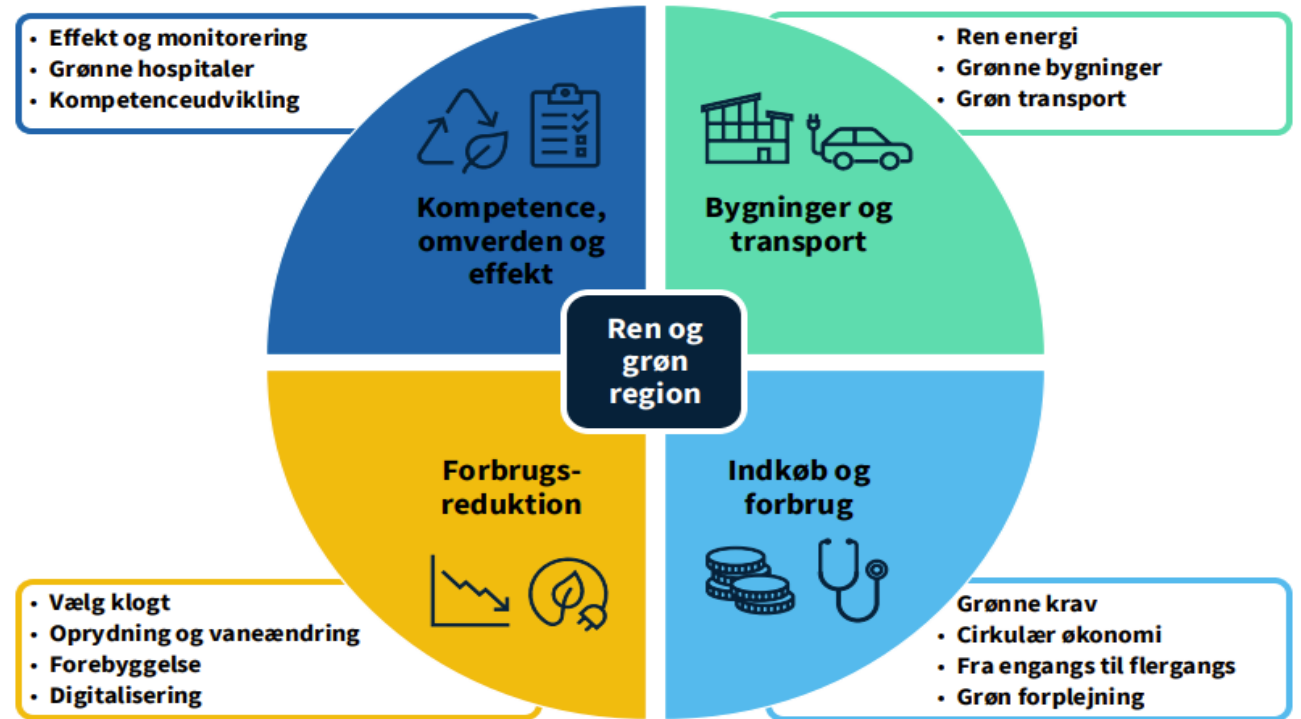 • Effekt og monitorering
• Grønne hospitaler
• Kompetenceudvikling
• Ren energi
• Grønne bygninger
• Grøn transport
Kompetence,
omverden og
effekt
Bygninger og
transport
Ren og
grøn
region
Forbrugs-
reduktion
Indkøb og
forbrug
• Vælg klogt
• Oprydning og vaneændring
• Forebyggelse
• Digitalisering
Grønne krav
• Cirkulær økonomi
• Fra engangs til flergangs
• Grøn forplejning